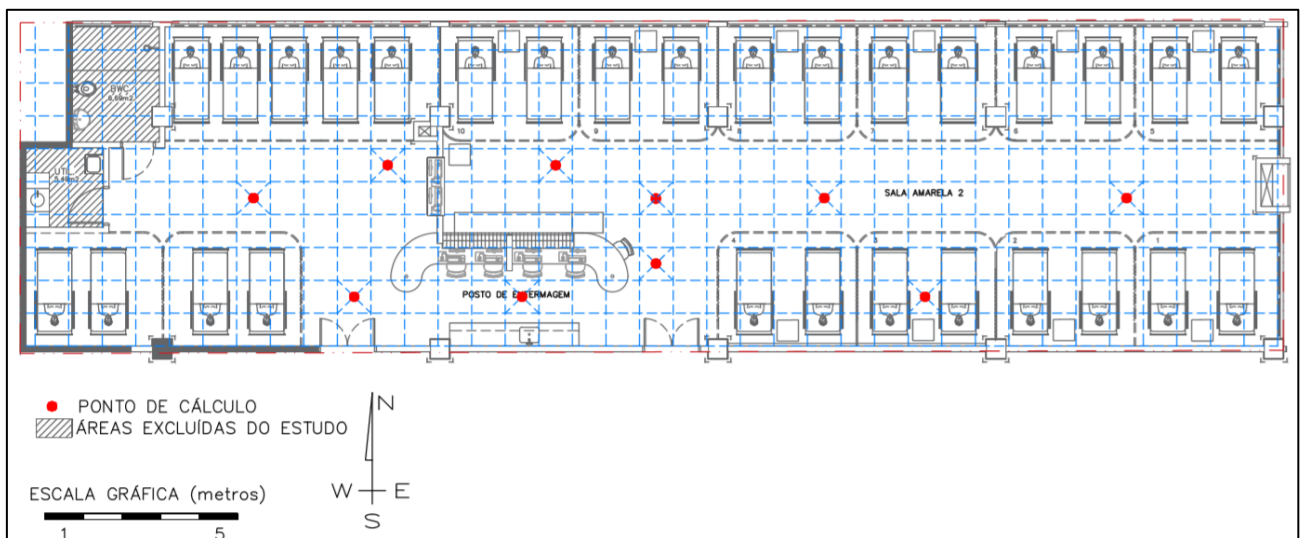 BWC
UTIL.
10
9
8
7
6
5
SALA AMARELA 2
4
3
2
1
POSTO DE ENFERMAGEM
PONTO DE CÁLCULO
ÁREAS EXCLUÍDAS DO ESTUDO
N
W
E
S
ESCALA GRÁFICA (metros)
1 5